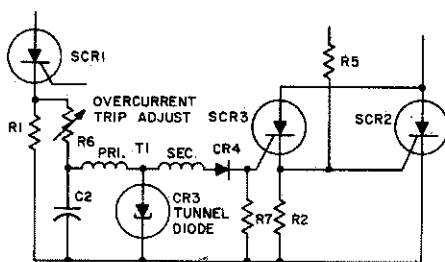 SCR1
R5
OVERCURRENT
TRIP ADJUST
SCR3
SCR2
R1
R6
PRI.
T1
SEC.
CR4
C2
CR3
TUNNEL
DIODE
R7
R2